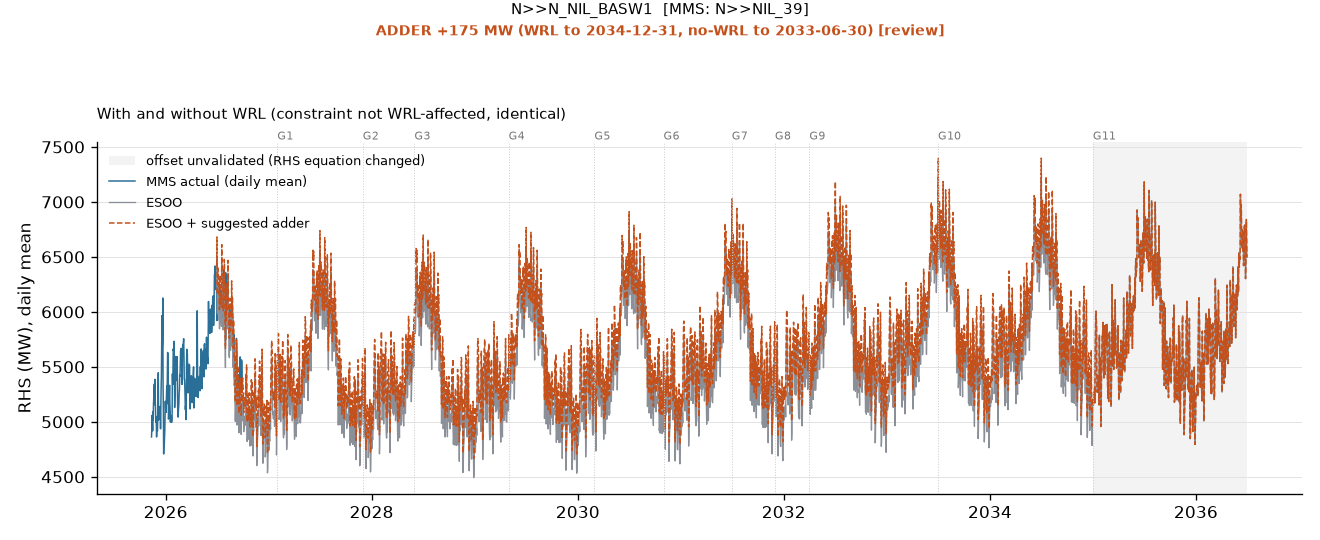 N>>N_NIL_BASW1 [MMS: N>>NIL_39]
ADDER +175 MW (WRL to 2034-12-31, no-WRL to 2033-06-30) [review]
With and without WRL (constraint not WRL-affected, identical)
G1 G2 G3 G4 G5 G6 G7 G8 G9 G10 G11
offset unvalidated (RHS equation changed)
MMS actual (daily mean)
ESOO
ESOO + suggested adder
RHS (MW), daily mean
7500
7000
6500
6000
5500
5000
4500
2026 2028 2030 2032 2034 2036